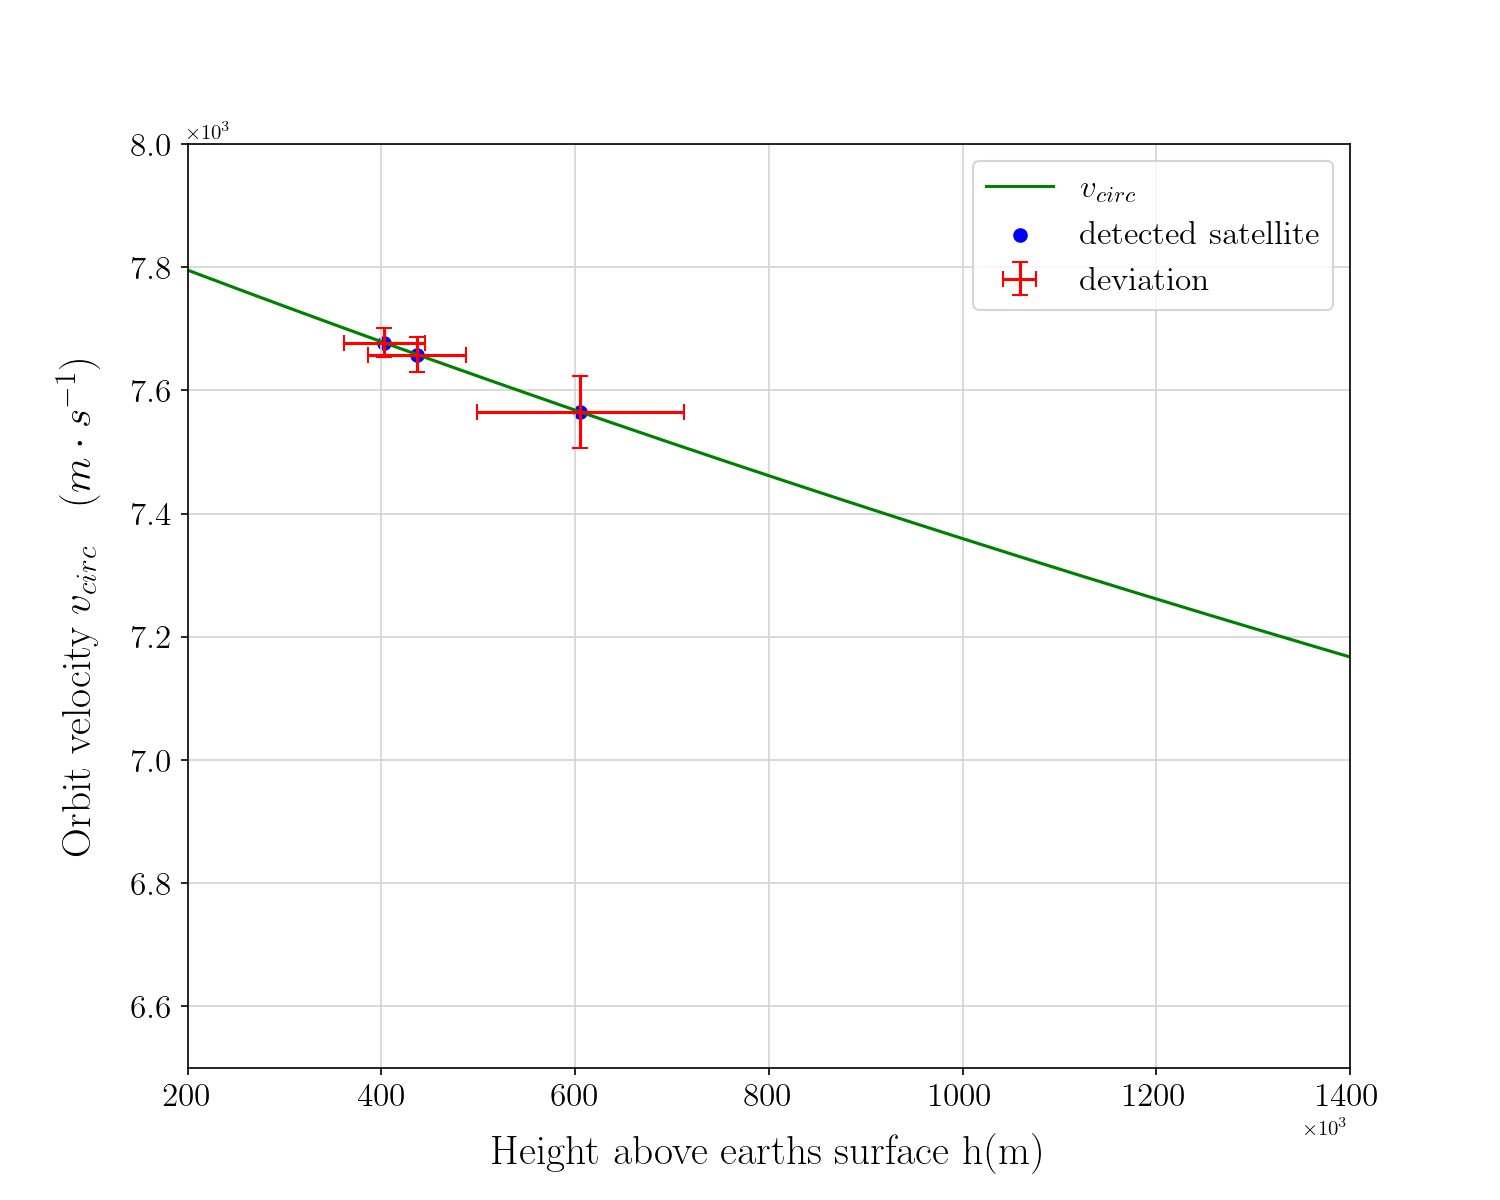 ×10³
8.0
7.8
7.6
7.4
7.2
7.0
6.8
6.6
Orbit velocity v_circ (m · s⁻¹)
v_circ
detected satellite
deviation
200 400 600 800 1000 1200 1400
×10³
Height above earths surface h(m)